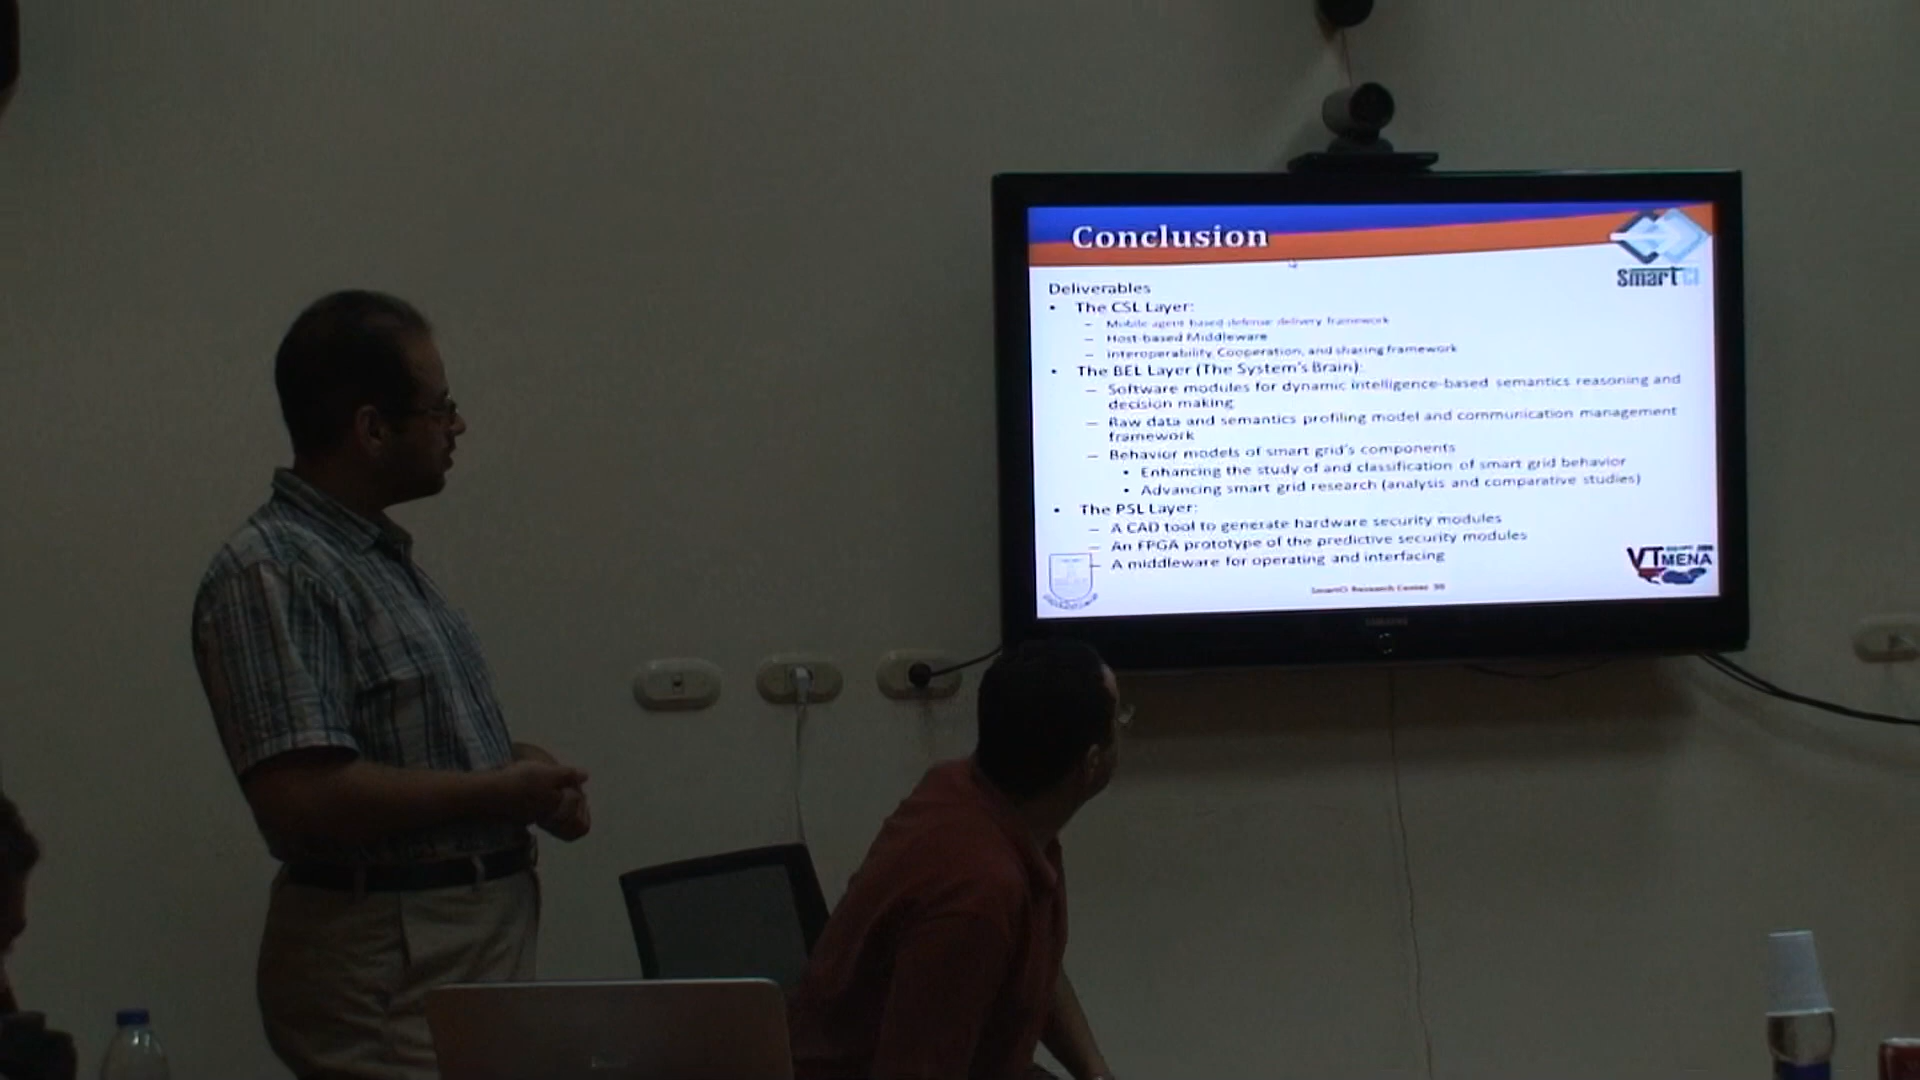 Conclusion
SmartCI
Deliverables
• The CSL Layer:
– Mobile agent based defense delivery framework
– Host-based Middleware
– Interoperability, Cooperation, and sharing framework
• The BEL Layer (The System's Brain):
– Software modules for dynamic intelligence-based semantics reasoning and
decision making
– Raw data and semantics profiling model and communication management
framework
– Behavior models of smart grid's components
• Enhancing the study of and classification of smart grid behavior
• Advancing smart grid research (analysis and comparative studies)
• The PSL Layer:
– A CAD tool to generate hardware security modules
– An FPGA prototype of the predictive security modules
– A middleware for operating and interfacing
VT MENA
SmartCI Research Center 30
SAMSUNG